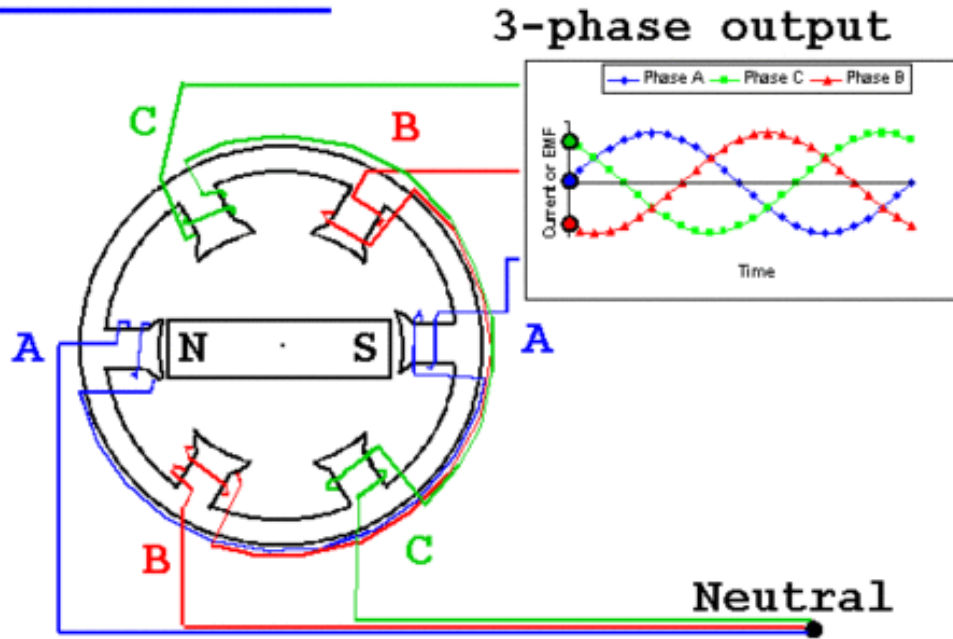 3-phase output
Phase A Phase C Phase B
Current or EMF
Time
C
B
A
N S
A
B
C
Neutral